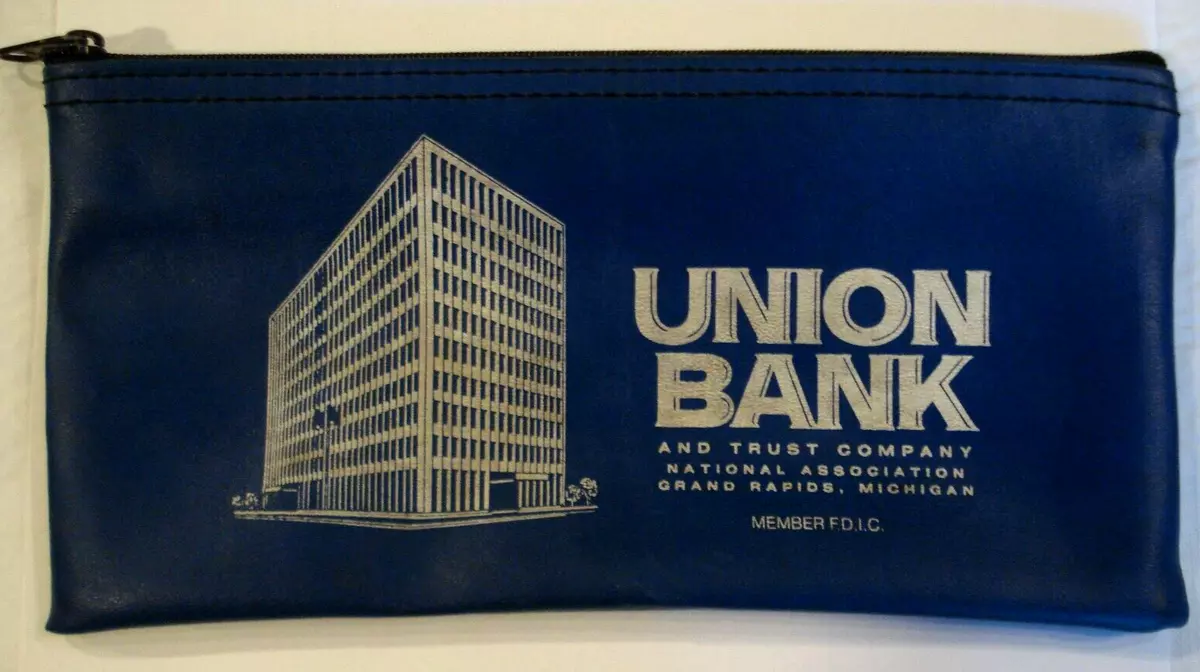 UNION
BANK
AND TRUST COMPANY
NATIONAL ASSOCIATION
GRAND RAPIDS, MICHIGAN
MEMBER F.D.I.C.